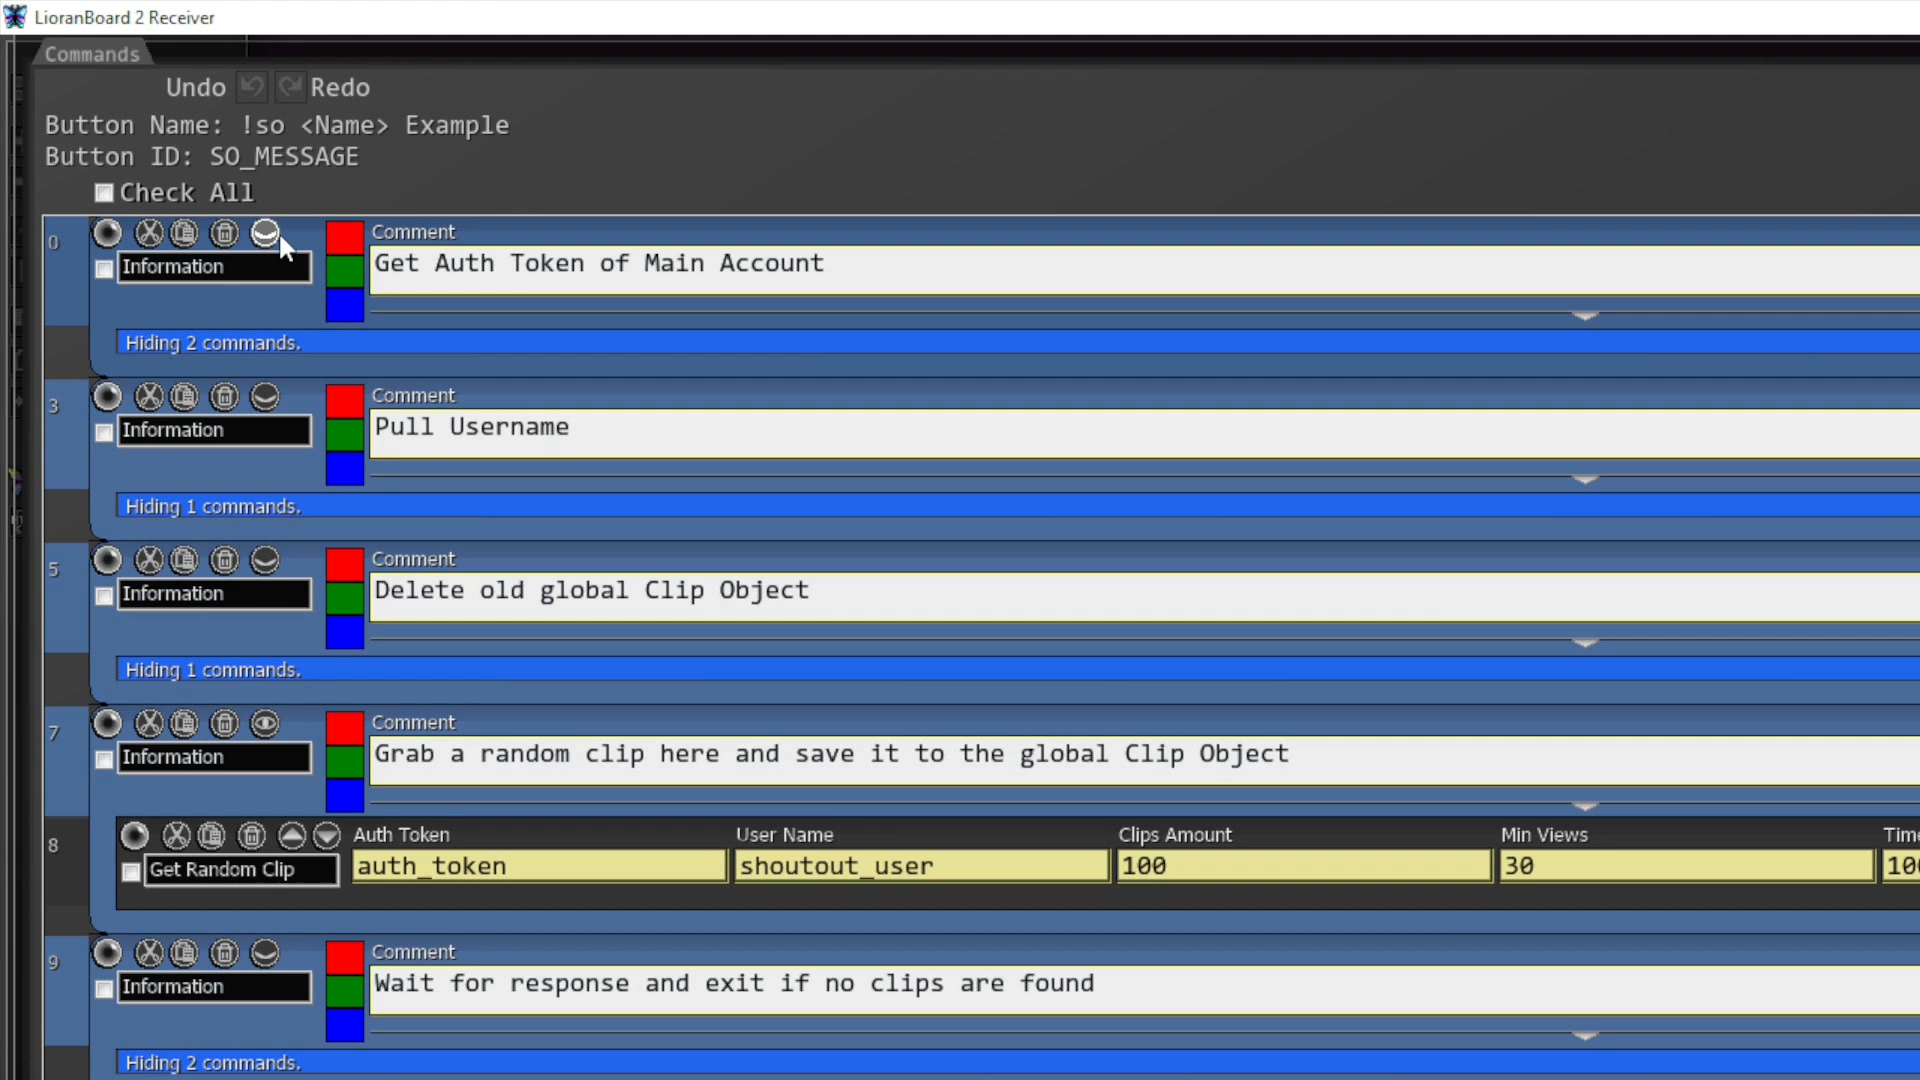 LioranBoard 2 Receiver
Commands
Undo Redo
Button Name: !so <Name> Example
Button ID: SO_MESSAGE
Check All
0
Comment
Information
Get Auth Token of Main Account
Hiding 2 commands.
3
Comment
Information
Pull Username
Hiding 1 commands.
5
Comment
Information
Delete old global Clip Object
Hiding 1 commands.
7
Comment
Information
Grab a random clip here and save it to the global Clip Object
8
Auth Token User Name Clips Amount Min Views
Get Random Clip auth_token shoutout_user 100 30
9
Comment
Information
Wait for response and exit if no clips are found
Hiding 2 commands.